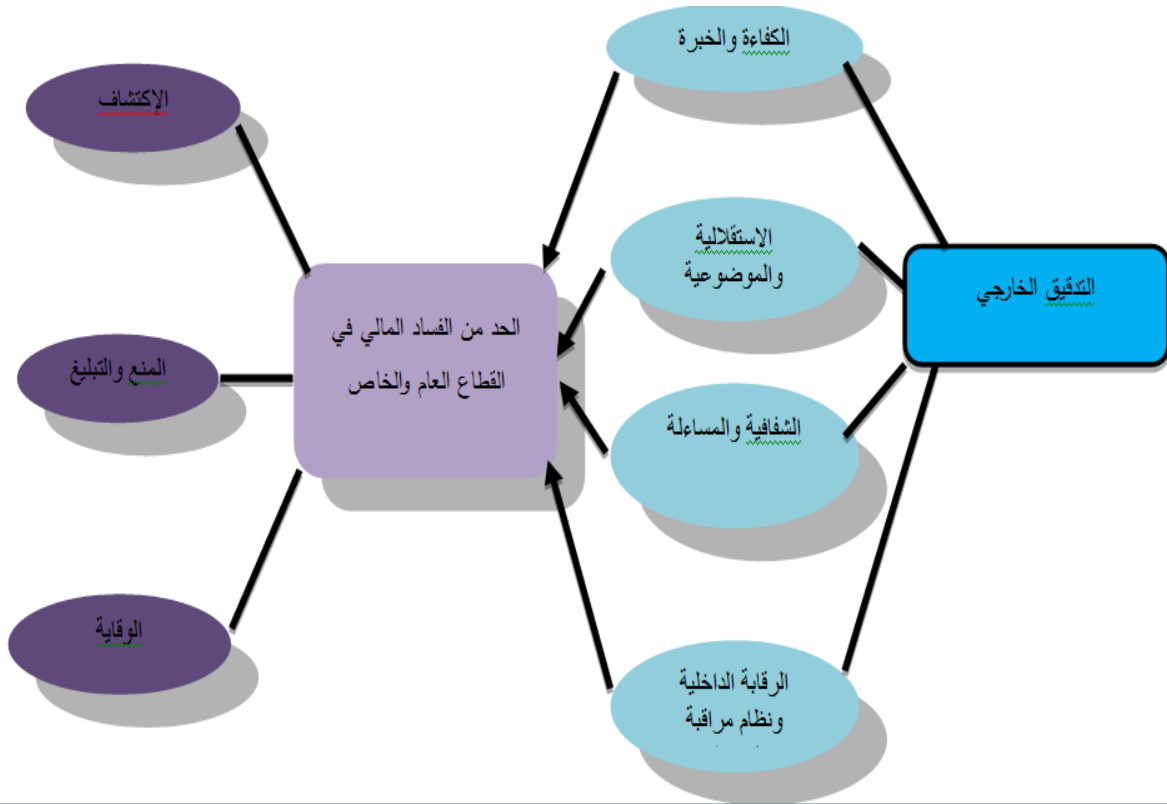 الكفاءة والخبرة
الاستقلالية
والموضوعية
التدقيق الخارجي
الشفافية والمساءلة
الرقابة الداخلية
ونظام مراقبة
الحد من الفساد المالي في
القطاع العام والخاص
الإكتشاف
المنع والتبليغ
الوقاية